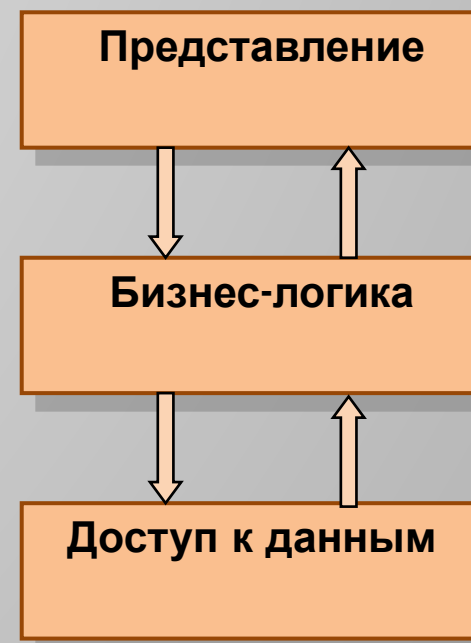 Представление
Бизнес-логика
Доступ к данным